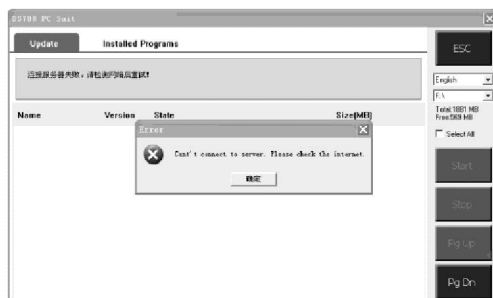 DS708 PC Suit
Update
Installed Programs
ESC
连接服务器失败，请检测网络后重试!
English
F:\
Total:1881 MB
Free:569 MB
Select All
Name
Version
State
Size(MB)
Error
Cant't connect to server. Please check the internet.
确定
Start
Stop
Pg Up
Pg Dn